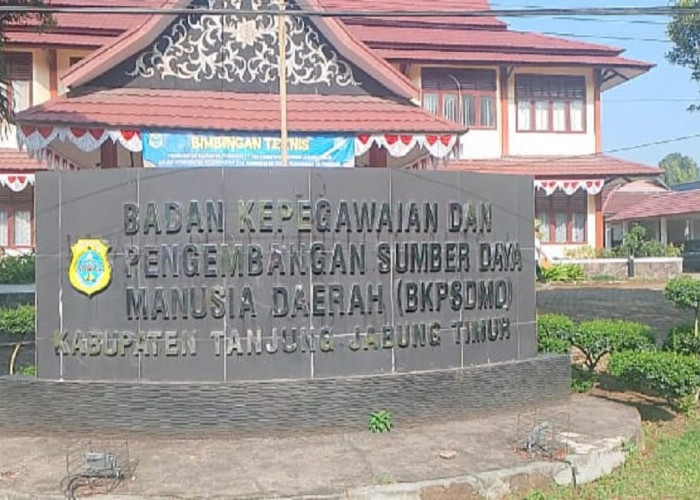 BIMBINGAN TEKNIS
BADAN KEPEGAWAIAN DAN
PENGEMBANGAN SUMBER DAYA
MANUSIA DAERAH (BKPSDMD)
KABUPATEN TANJUNG JABUNG TIMUR